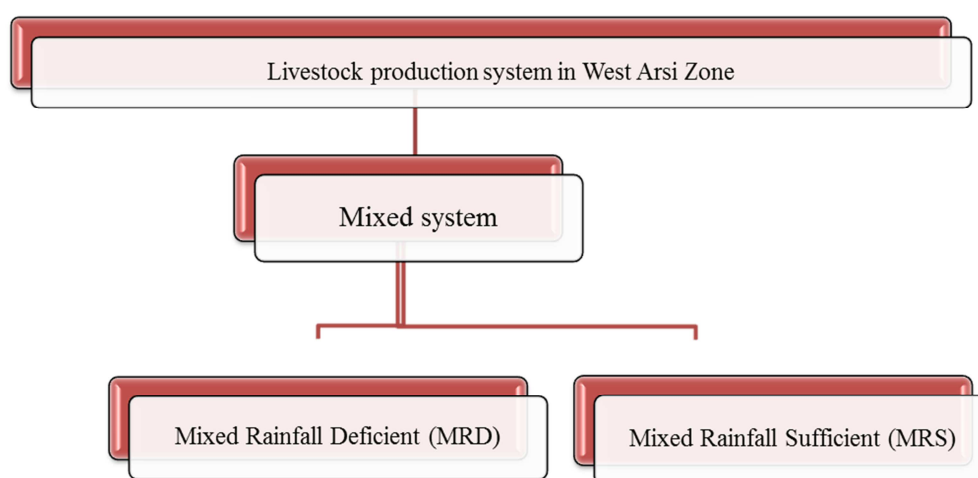 Livestock production system in West Arsi Zone
Mixed system
Mixed Rainfall Deficient (MRD)
Mixed Rainfall Sufficient (MRS)